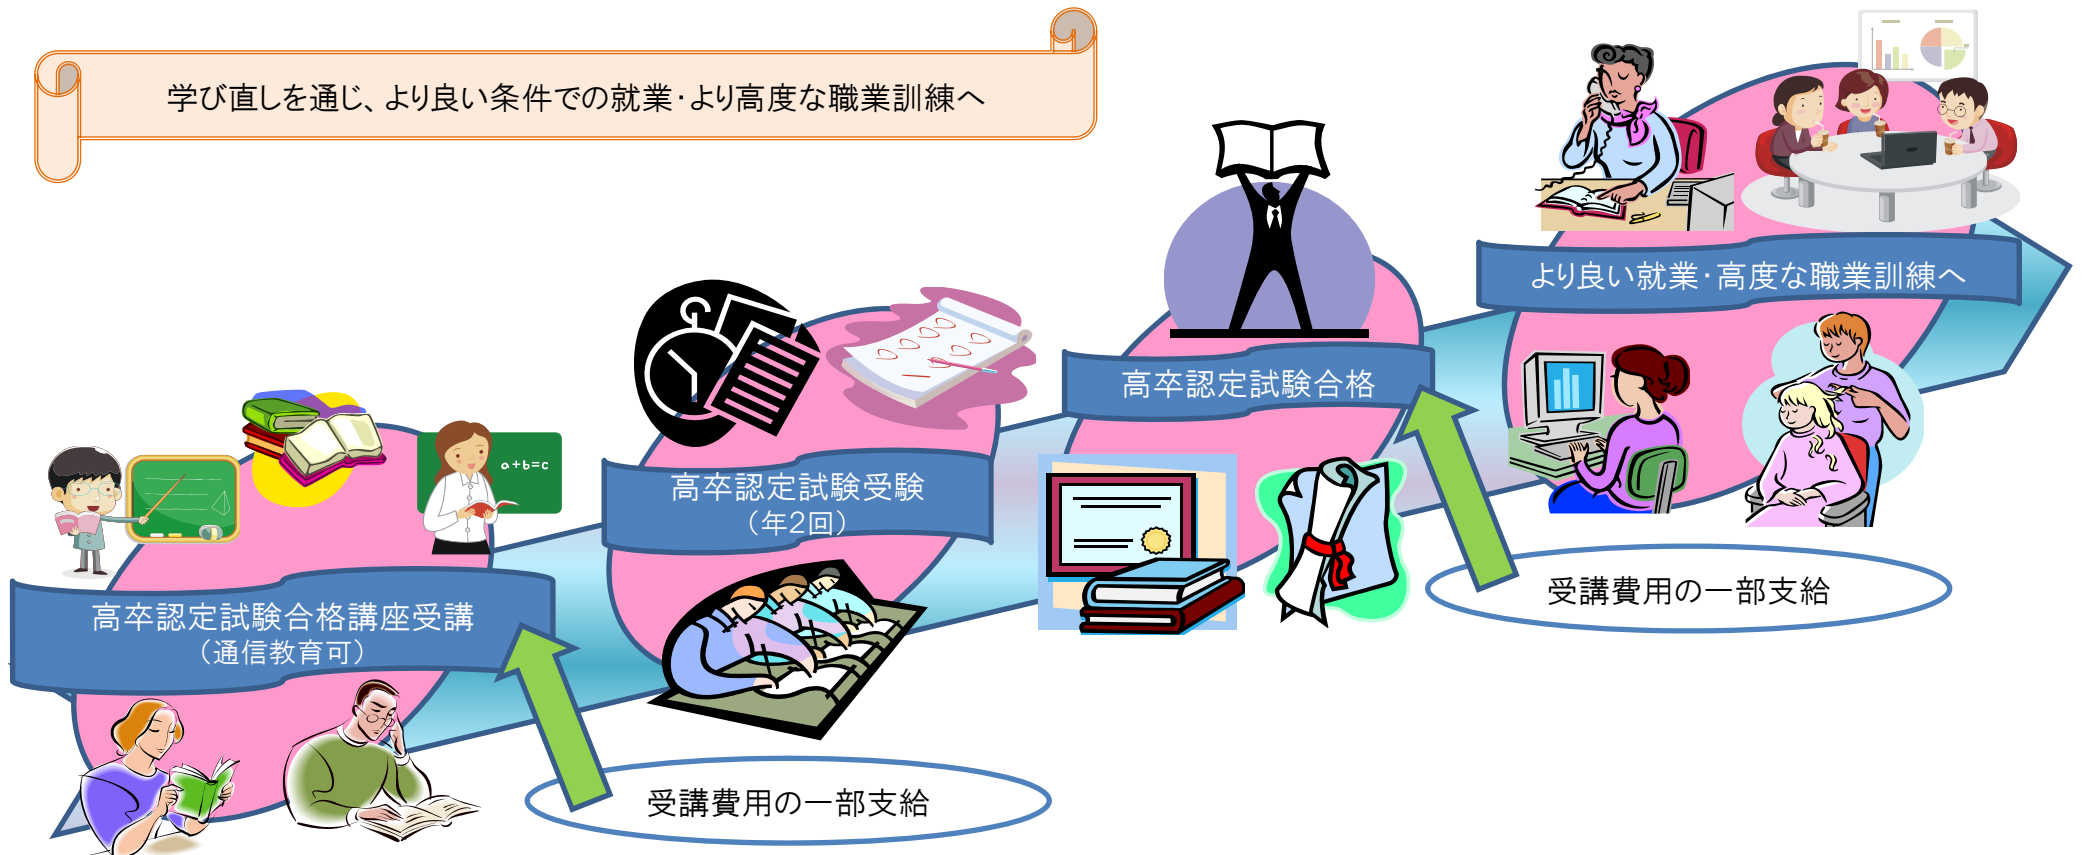 学び直しを通じ、より良い条件での就業・より高度な職業訓練へ
より良い就業・高度な職業訓練へ
高卒認定試験合格
高卒認定試験受験
（年2回）
a+b=c
高卒認定試験合格講座受講
（通信教育可）
受講費用の一部支給
受講費用の一部支給